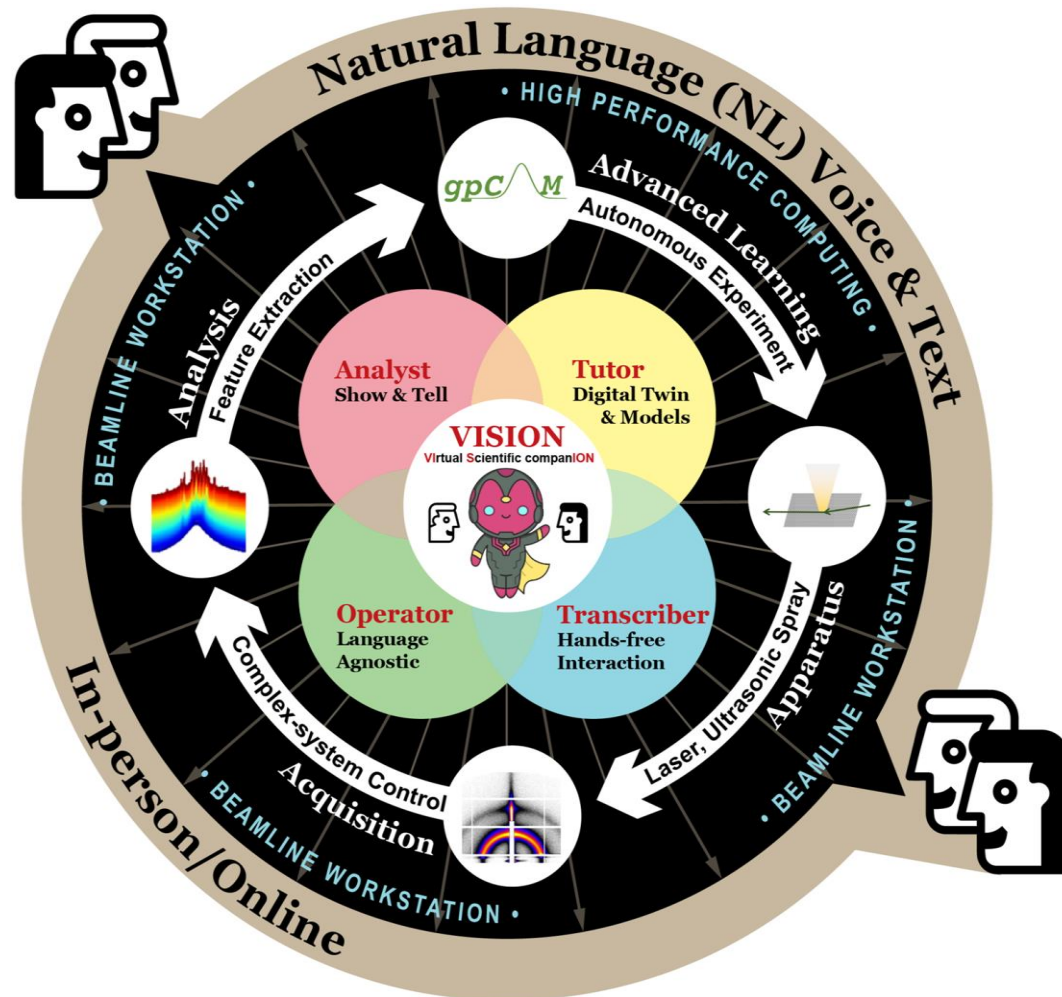 Natural Language (NL) Voice & Text
• HIGH PERFORMANCE COMPUTING •
• BEAMLINE WORKSTATION •
gpCAM
Advanced Learning
Autonomous Experiment
Analysis
Feature Extraction
Analyst
Show & Tell
Tutor
Digital Twin
& Models
VISION
VIrtual Scientific companION
Operator
Language
Agnostic
Transcriber
Hands-free
Interaction
Apparatus
Laser, Ultrasonic Spray
• BEAMLINE WORKSTATION •
Complex-system Control
Acquisition
• BEAMLINE WORKSTATION •
In-person/Online